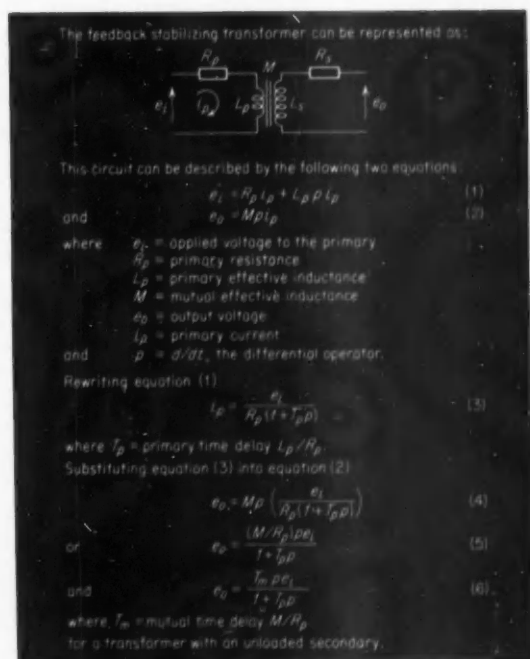 The feedback stabilizing transformer can be represented as:
Rp M Rs
ei ip Lp Ls eo
This circuit can be described by the following two equations:
ei = Rp ip + Lp p ip (1)
and eo = Mp ip (2)
where ei = applied voltage to the primary
Rp = primary resistance
Lp = primary effective inductance
M = mutual effective inductance
eo = output voltage
ip = primary current
and p = d/dt, the differential operator.
Rewriting equation (1)
ip = ei / Rp(1 + Tp p) (3)
where Tp = primary time delay Lp/Rp.
Substituting equation (3) into equation (2)
eo = Mp (ei / Rp(1 + Tp p)) (4)
or eo = (M/Rp)pei / 1 + Tp p (5)
and eo = Tm pei / 1 + Tp p (6)
where, Tm = mutual time delay M/Rp
for a transformer with an unloaded secondary.